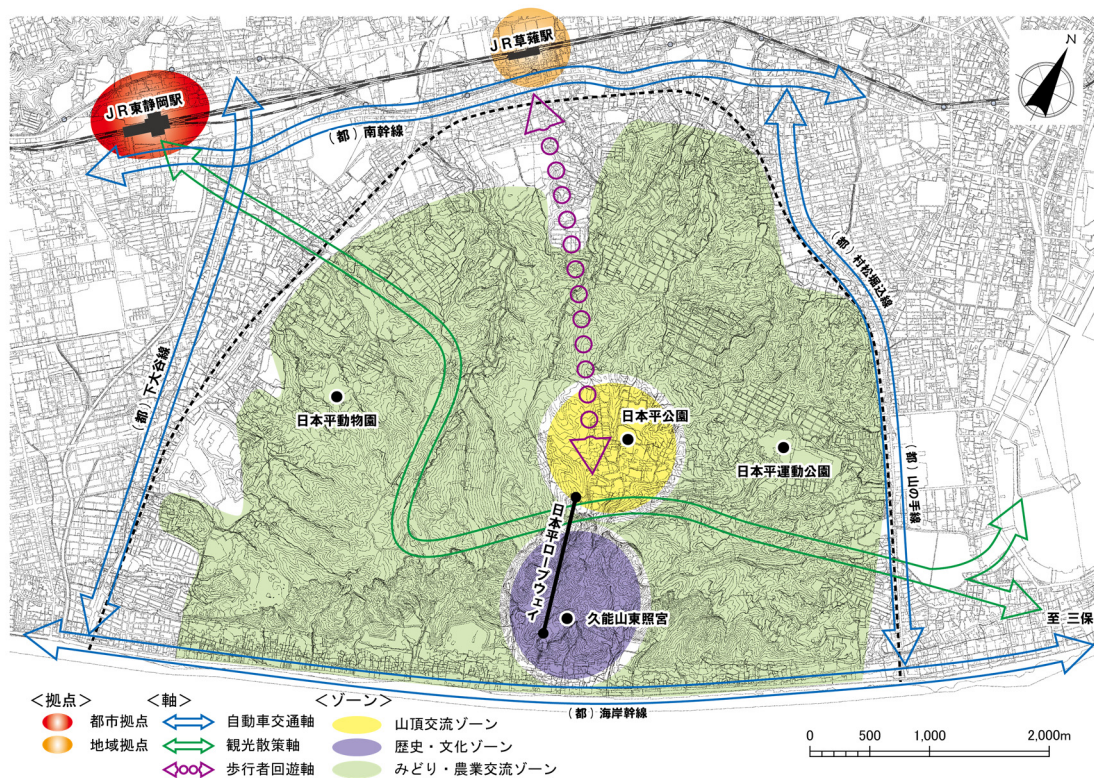 JR草薙駅
N
JR東静岡駅
(都)南幹線
(都)村松堀込線
(都)下大谷線
日本平動物園
日本平公園
日本平運動公園
(都)山の手線
日本平ロープウェイ
久能山東照宮
至 三保
(都)海岸幹線
<拠点>
都市拠点
地域拠点
<軸>
自動車交通軸
観光散策軸
歩行者回遊軸
<ゾーン>
山頂交流ゾーン
歴史・文化ゾーン
みどり・農業交流ゾーン
0 500 1,000 2,000m